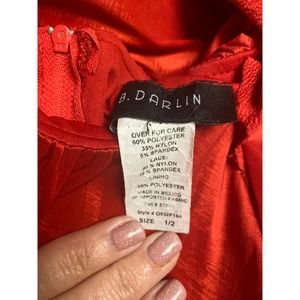 B. DARLIN
OVER FOR CARE
60% POLYESTER
35% NYLON
5% SPANDEX
LACE:
% NYLON
% SPANDEX
LINING
% POLYESTER
MADE IN MEXICO
OF IMPORTED FABRIC
Style #
SIZE 1/2